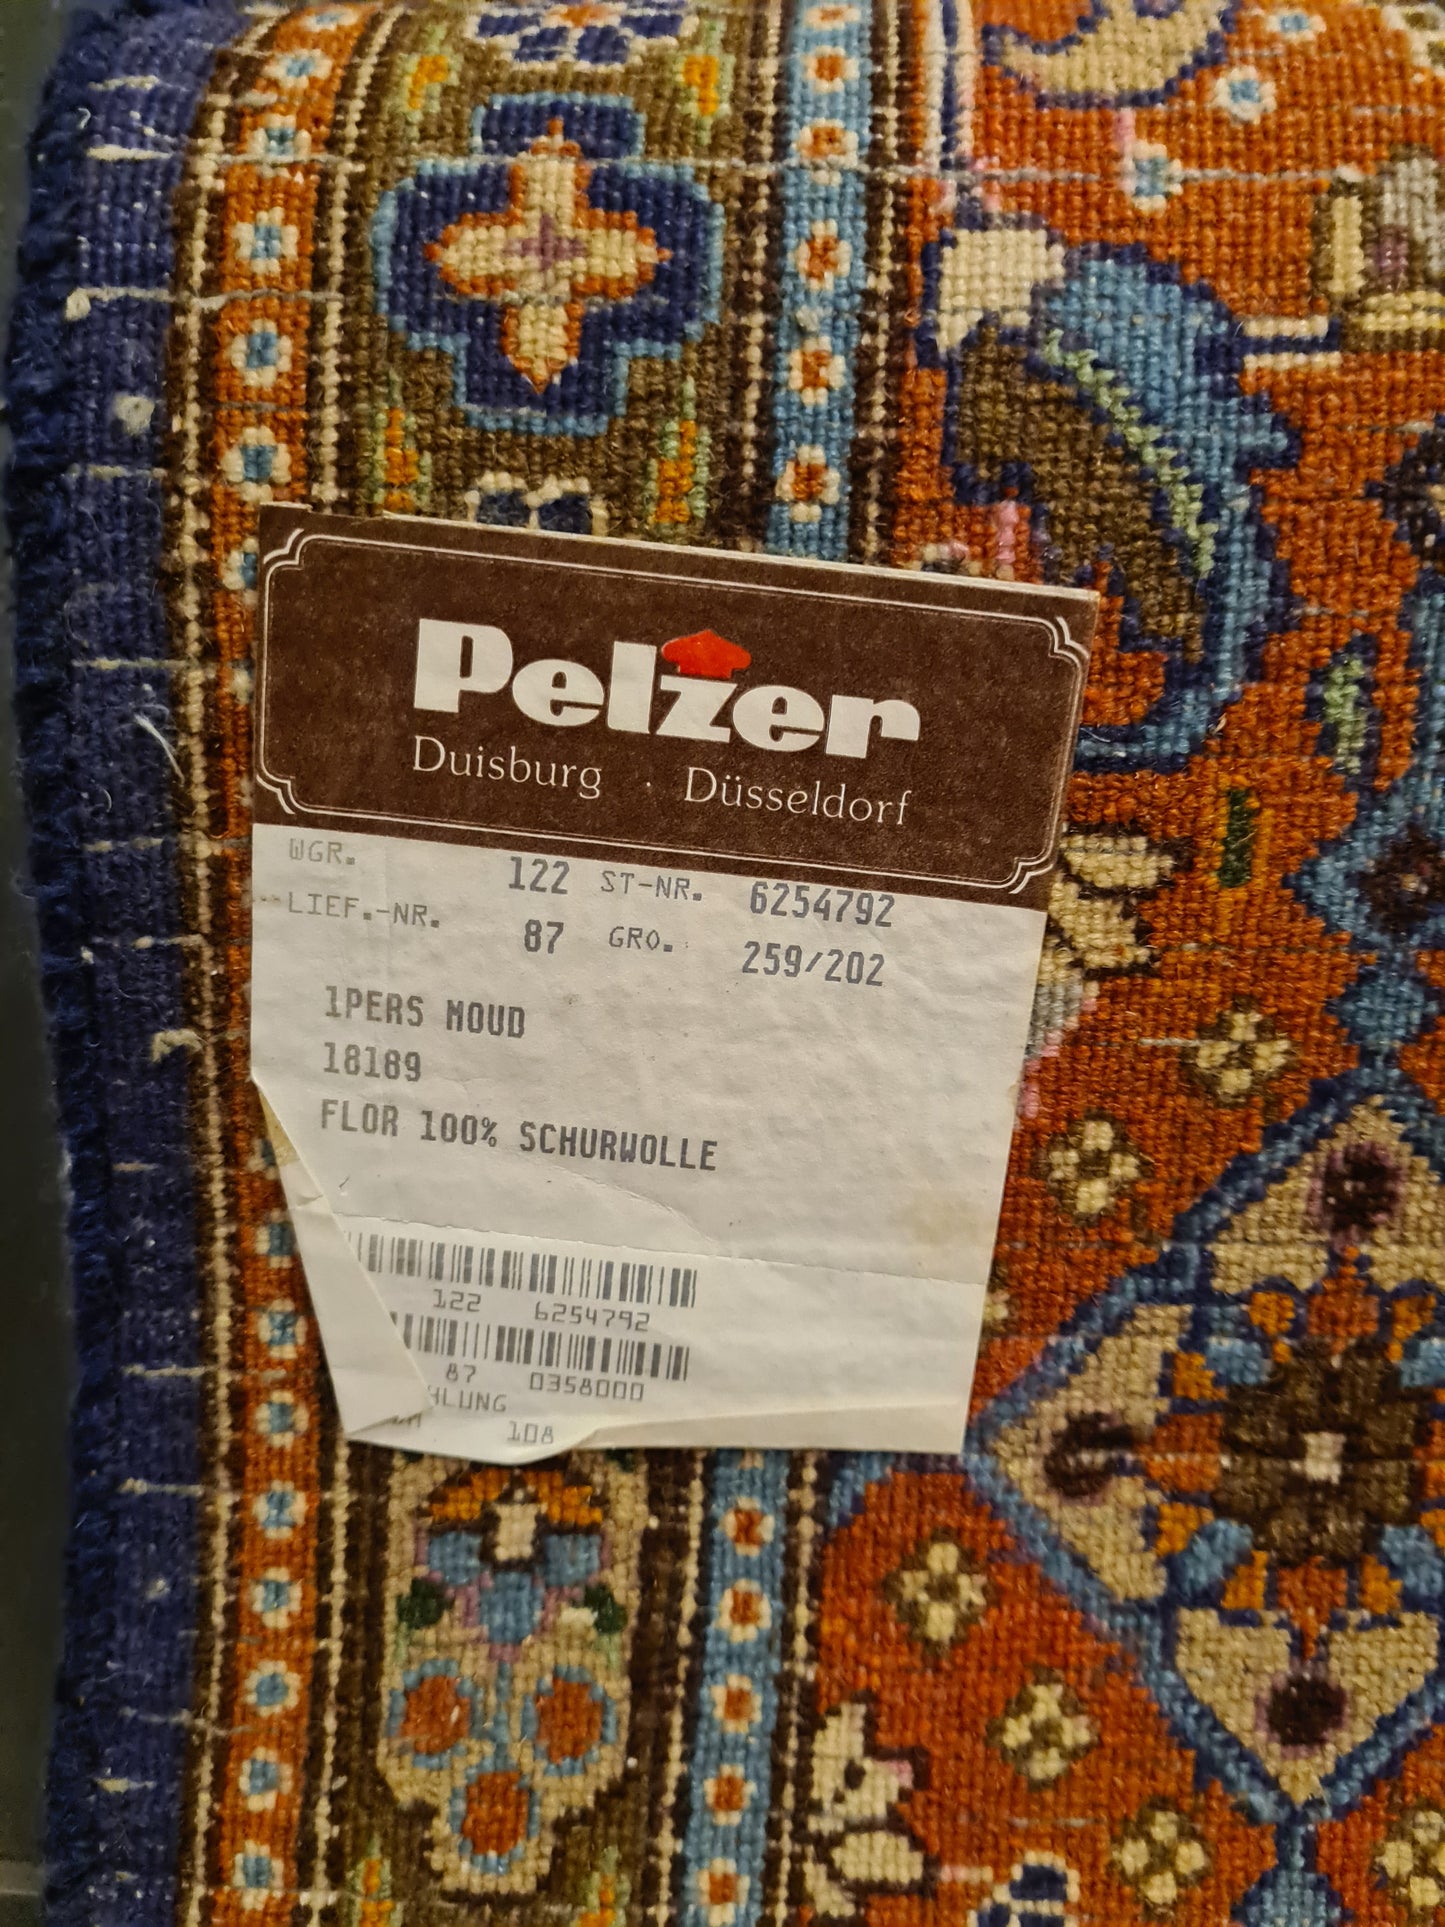 Pelzer
Duisburg · Düsseldorf
WGR. 122 ST-NR. 6254792
LIEF.-NR. 87 GRO. 259/202
1PERS MOUD
18189
FLOR 100% SCHURWOLLE
122 6254792
87 0358000
HLUNG
108